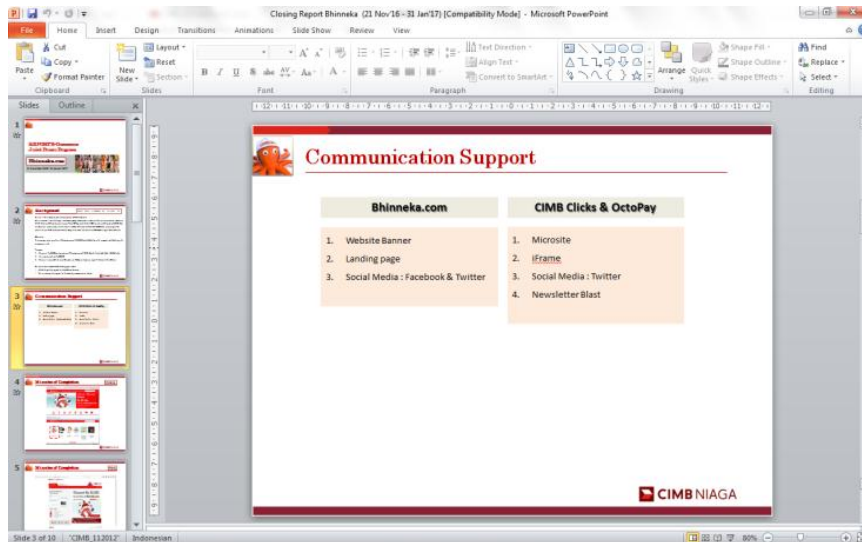 Closing Report Bhinneka (21 Nov'16 - 31 Jan'17) [Compatibility Mode] - Microsoft PowerPoint
File Home Insert Design Transitions Animations Slide Show Review View
Paste
Cut
Copy
Format Painter
Clipboard
New Slide
Layout
Reset
Section
Slides
Font
Text Direction
Align Text
Convert to SmartArt
Paragraph
Arrange
Quick Styles
Shape Fill
Shape Outline
Shape Effects
Drawing
Find
Replace
Select
Editing
Slides Outline
1
2
3
4
5
Communication Support
Bhinneka.com
1. Website Banner
2. Landing page
3. Social Media : Facebook & Twitter
CIMB Clicks & OctoPay
1. Microsite
2. iFrame
3. Social Media : Twitter
4. Newsletter Blast
CIMB NIAGA
Slide 3 of 10 "CIMB_112012" Indonesian 80%